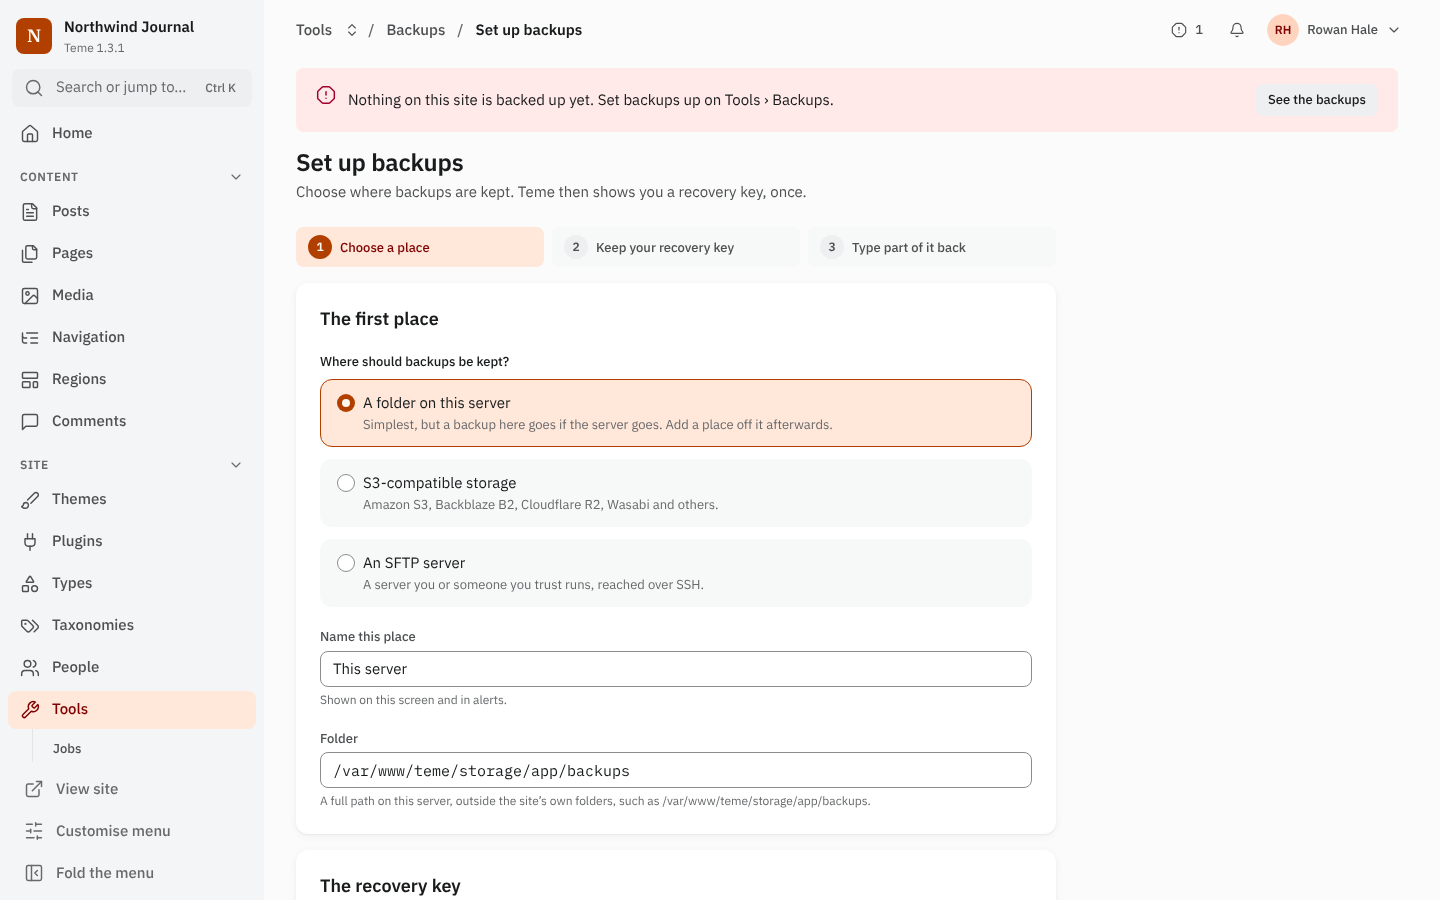 N
Northwind Journal
Teme 1.3.1
Search or jump to...
Ctrl K
Home
CONTENT
Posts
Pages
Media
Navigation
Regions
Comments
SITE
Themes
Plugins
Types
Taxonomies
People
Tools
Jobs
View site
Customise menu
Fold the menu
Tools / Backups / Set up backups
1
RH
Rowan Hale
Nothing on this site is backed up yet. Set backups up on Tools › Backups.
See the backups
Set up backups
Choose where backups are kept. Teme then shows you a recovery key, once.
1 Choose a place
2 Keep your recovery key
3 Type part of it back
The first place
Where should backups be kept?
A folder on this server
Simplest, but a backup here goes if the server goes. Add a place off it afterwards.
S3-compatible storage
Amazon S3, Backblaze B2, Cloudflare R2, Wasabi and others.
An SFTP server
A server you or someone you trust runs, reached over SSH.
Name this place
This server
Shown on this screen and in alerts.
Folder
/var/www/teme/storage/app/backups
A full path on this server, outside the site’s own folders, such as /var/www/teme/storage/app/backups.
The recovery key